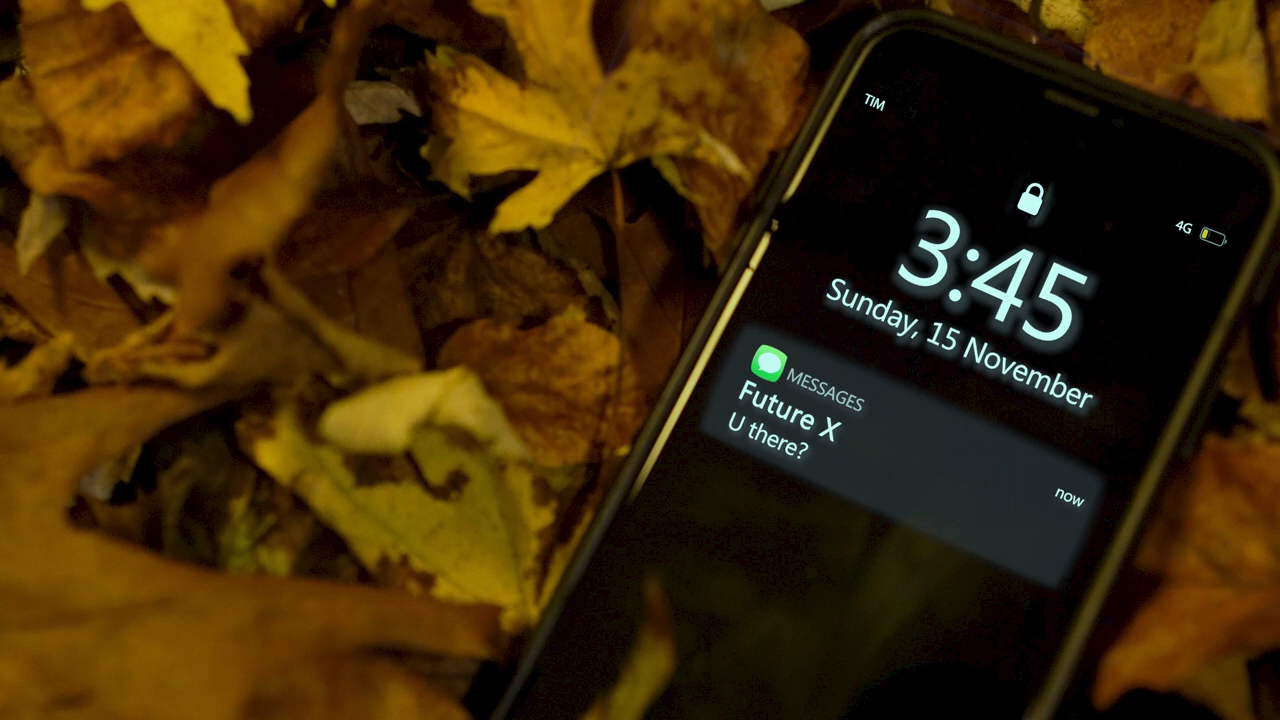 TIM
4G
3:45
Sunday, 15 November
MESSAGES
Future X
U there?
now